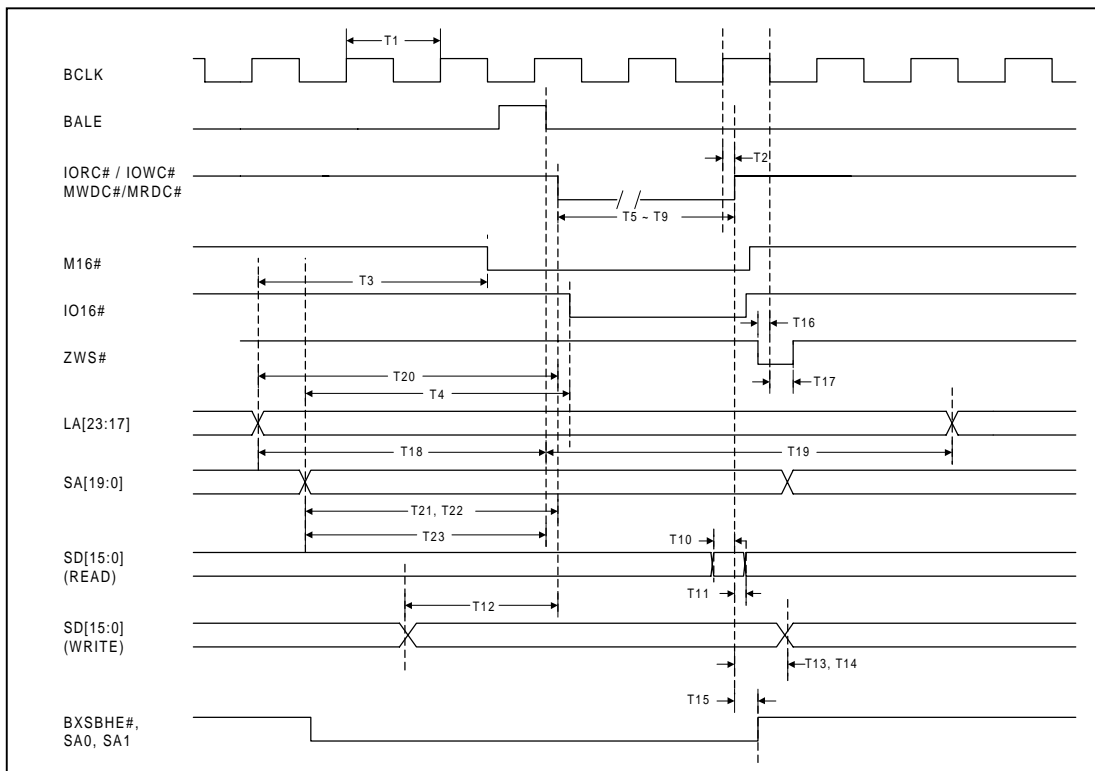 T1
BCLK
BALE
T2
IORC# / IOWC#
MWDC#/MRDC#
T5 ~ T9
M16#
T3
IO16#
T16
ZWS#
T20
T17
T4
LA[23:17]
T18
T19
SA[19:0]
T21, T22
T23
T10
SD[15:0]
(READ)
T11
T12
SD[15:0]
(WRITE)
T13, T14
T15
BXSBHE#,
SA0, SA1